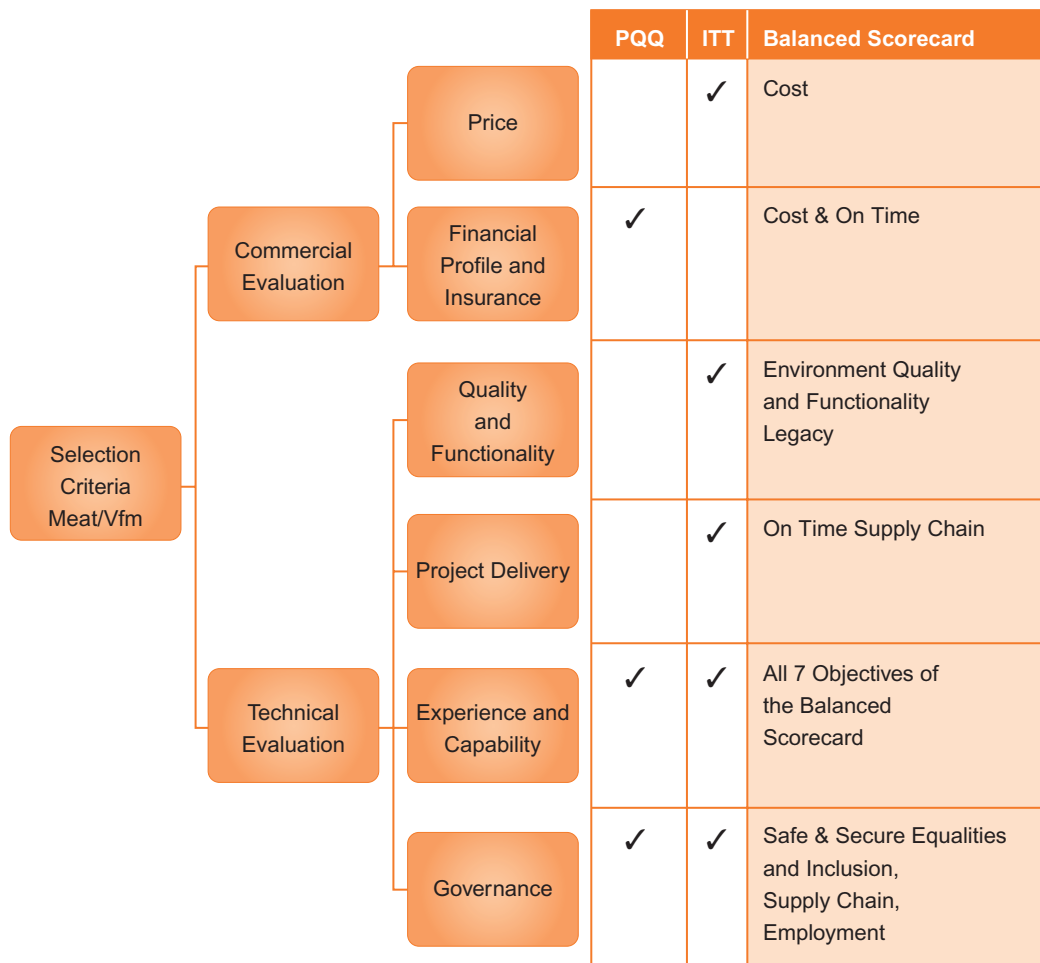 PQQ ITT Balanced Scorecard
Price
✓ Cost
Commercial
Evaluation
Financial
Profile and
Insurance
✓ Cost & On Time
Selection
Criteria
Meat/Vfm
Quality
and
Functionality
✓ Environment Quality
and Functionality
Legacy
Project Delivery
✓ On Time Supply Chain
Technical
Evaluation
Experience and
Capability
✓ ✓ All 7 Objectives of
the Balanced
Scorecard
Governance
✓ ✓ Safe & Secure Equalities
and Inclusion,
Supply Chain,
Employment